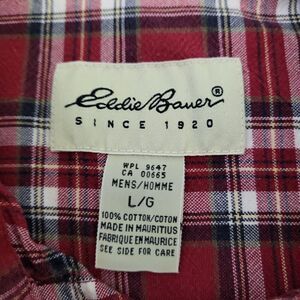 Eddie Bauer®
SINCE 1920
WPL 9647
CA 00665
MENS/HOMME
L/G
100% COTTON/COTON
MADE IN MAURITIUS
FABRIQUE EN MAURICE
SEE SIDE FOR CARE